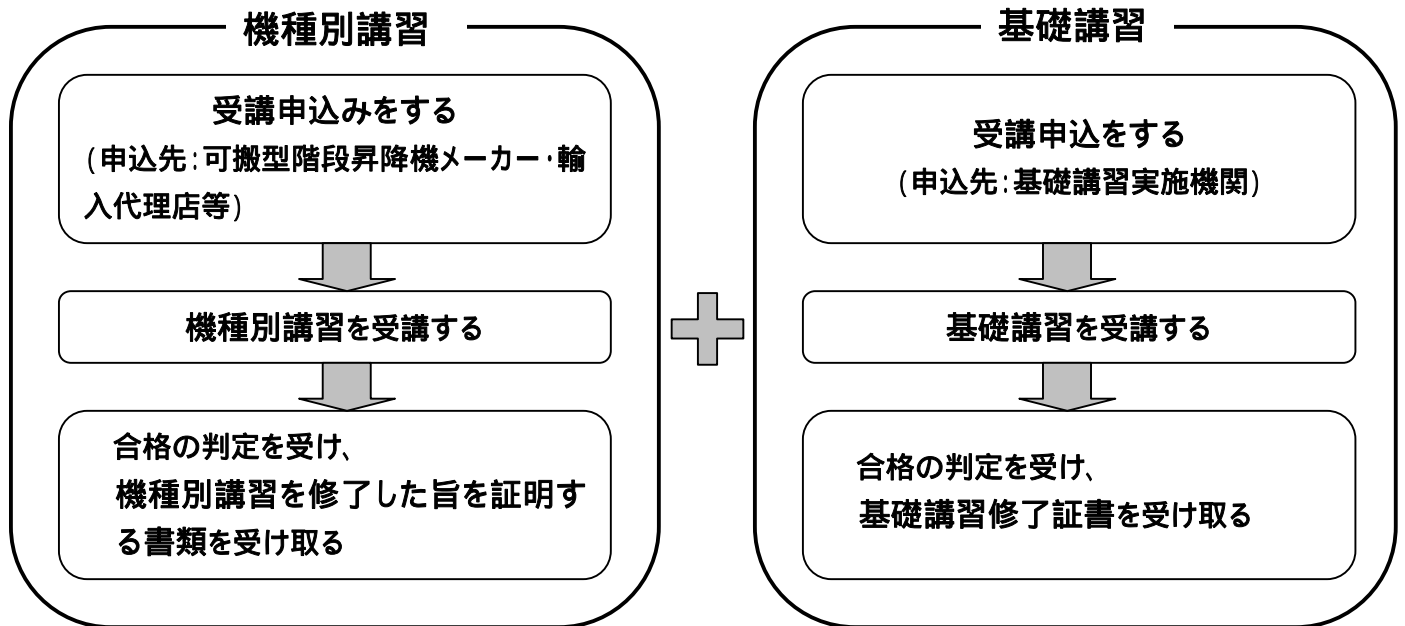 機種別講習
受講申込みをする
(申込先:可搬型階段昇降機メーカー・輸
入代理店等)
機種別講習を受講する
合格の判定を受け、
機種別講習を修了した旨を証明す
る書類を受け取る
基礎講習
受講申込をする
(申込先:基礎講習実施機関)
基礎講習を受講する
合格の判定を受け、
基礎講習修了証書を受け取る